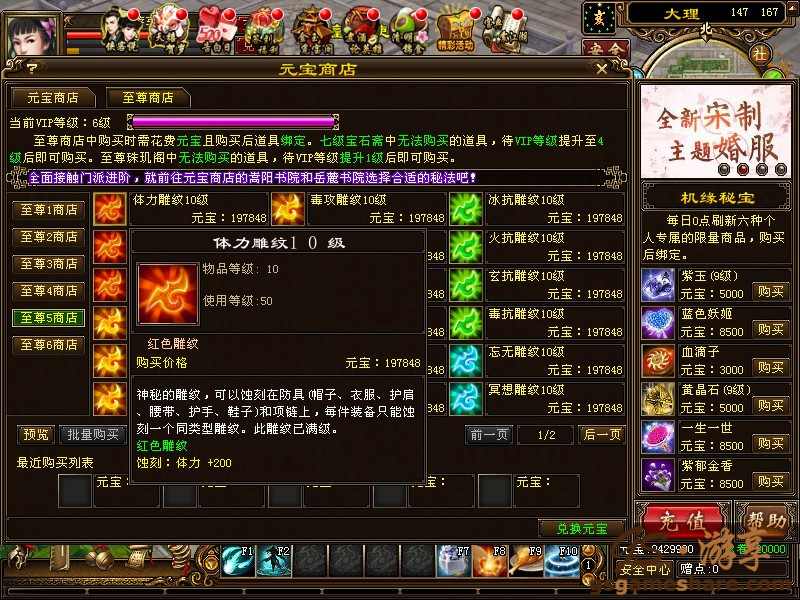 大理
147 167
北
亥
安全
社
元宝商店
元宝商店
至尊商店
当前VIP等级：6级
至尊商店中购买时需花费元宝且购买后道具绑定。七级宝石斋中无法购买的道具，待VIP等级提升至4
级后即可购买。至尊珠玑阁中无法购买的道具，待VIP等级提升1级后即可购买。
全面接触门派进阶，就前往元宝商店的嵩阳书院和岳麓书院选择合适的秘法吧！
至尊1商店
至尊2商店
至尊3商店
至尊4商店
至尊5商店
至尊6商店
体力雕纹10级
元宝：197848
毒攻雕纹10级
元宝：197848
冰抗雕纹10级
元宝：197848
火抗雕纹10级
元宝：197848
玄抗雕纹10级
元宝：197848
毒抗雕纹10级
元宝：197848
忘无雕纹10级
元宝：197848
冥想雕纹10级
元宝：197848
848
848
848
848
848
体力雕纹10 级
物品等级: 10
使用等级:50
红色雕纹
购买价格
元宝：197848
神秘的雕纹，可以蚀刻在防具(帽子、衣服、护肩
、腰带、护手、鞋子)和项链上，每件装备只能蚀
刻一个同类型雕纹。此雕纹已满级。
红色雕纹
蚀刻：体力 +200
预览
批量购买
前一页
1/2
后一页
最近购买列表
元宝：
元宝：
元宝：
兑换元宝
全新宋制
主题婚服
机缘秘宝
每日0点刷新六种个
人专属的限量商品，购买
后绑定。
紫玉(9级)
元宝：5000
购买
蓝色妖姬
元宝：8500
购买
血滴子
元宝：3000
购买
黄晶石(9级)
元宝：5000
购买
一生一世
元宝：8500
购买
紫郁金香
元宝：8500
购买
充值
帮助
安全中心
赠点:0
F1
F2
F7
F8
F9
F10
1
游享
gsgameshare.com